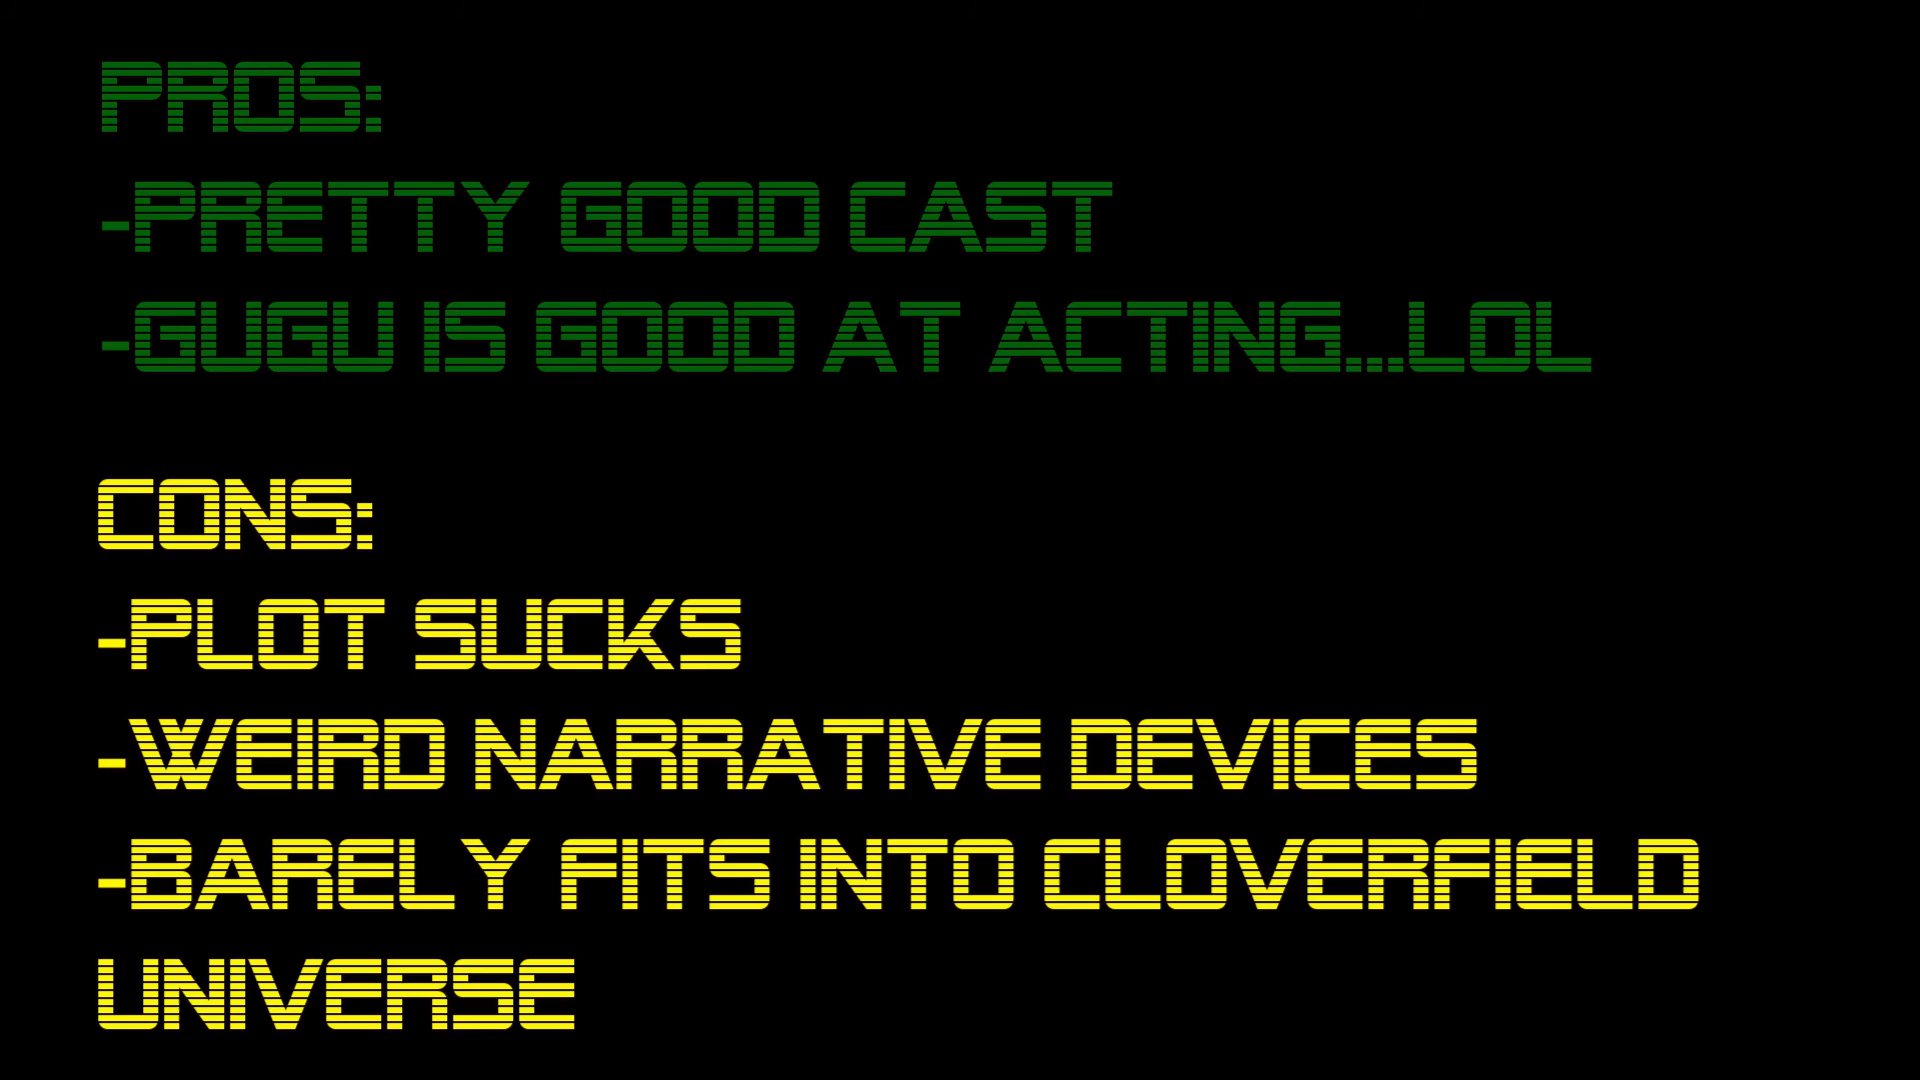 PROS:
-PRETTY GOOD CAST
-GUGU IS GOOD AT ACTING...LOL
CONS:
-PLOT SUCKS
-WEIRD NARRATIVE DEVICES
-BARELY FITS INTO CLOVERFIELD
UNIVERSE